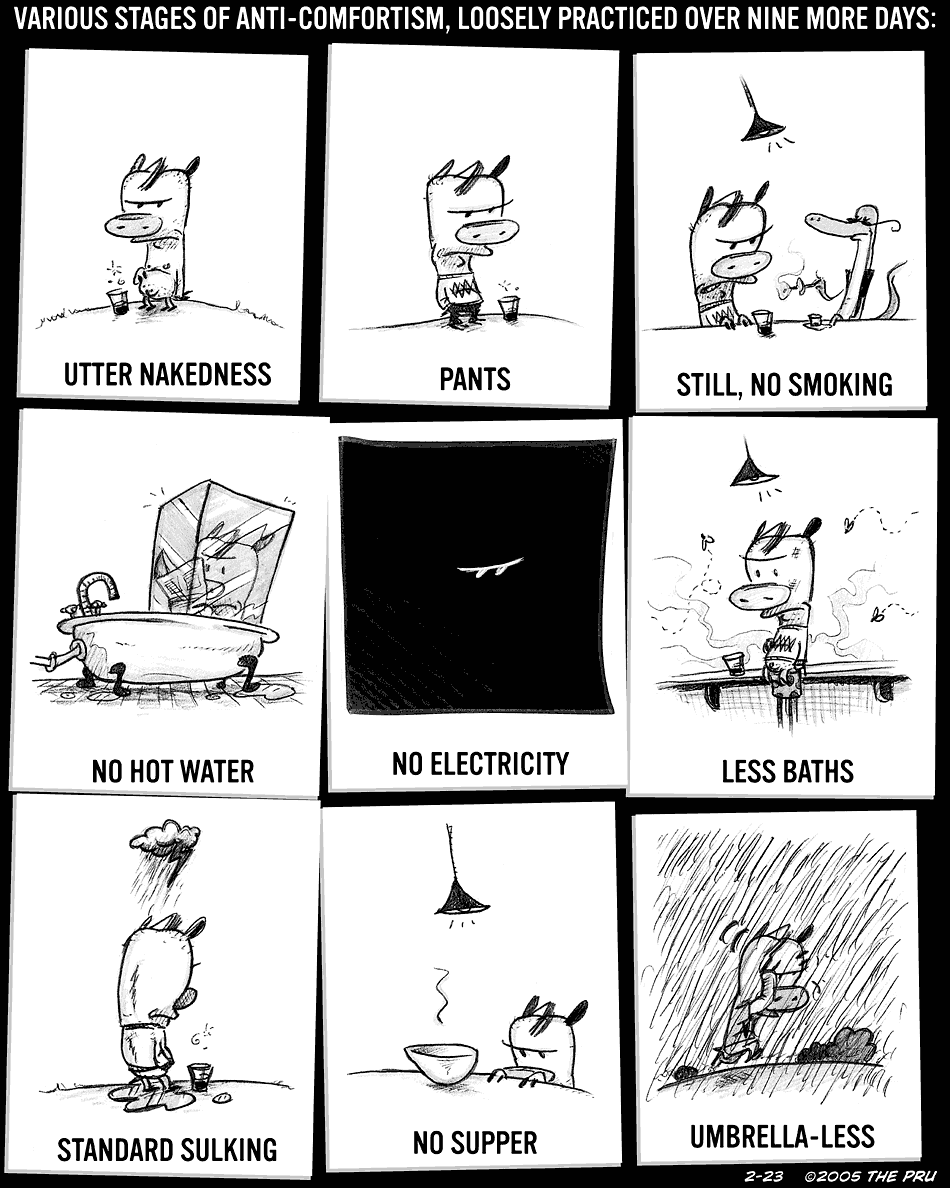 VARIOUS STAGES OF ANTI-COMFORTISM, LOOSELY PRACTICED OVER NINE MORE DAYS:
UTTER NAKEDNESS
PANTS
STILL, NO SMOKING
NO HOT WATER
NO ELECTRICITY
LESS BATHS
STANDARD SULKING
NO SUPPER
UMBRELLA-LESS
2-23 ©2005 THE PRU